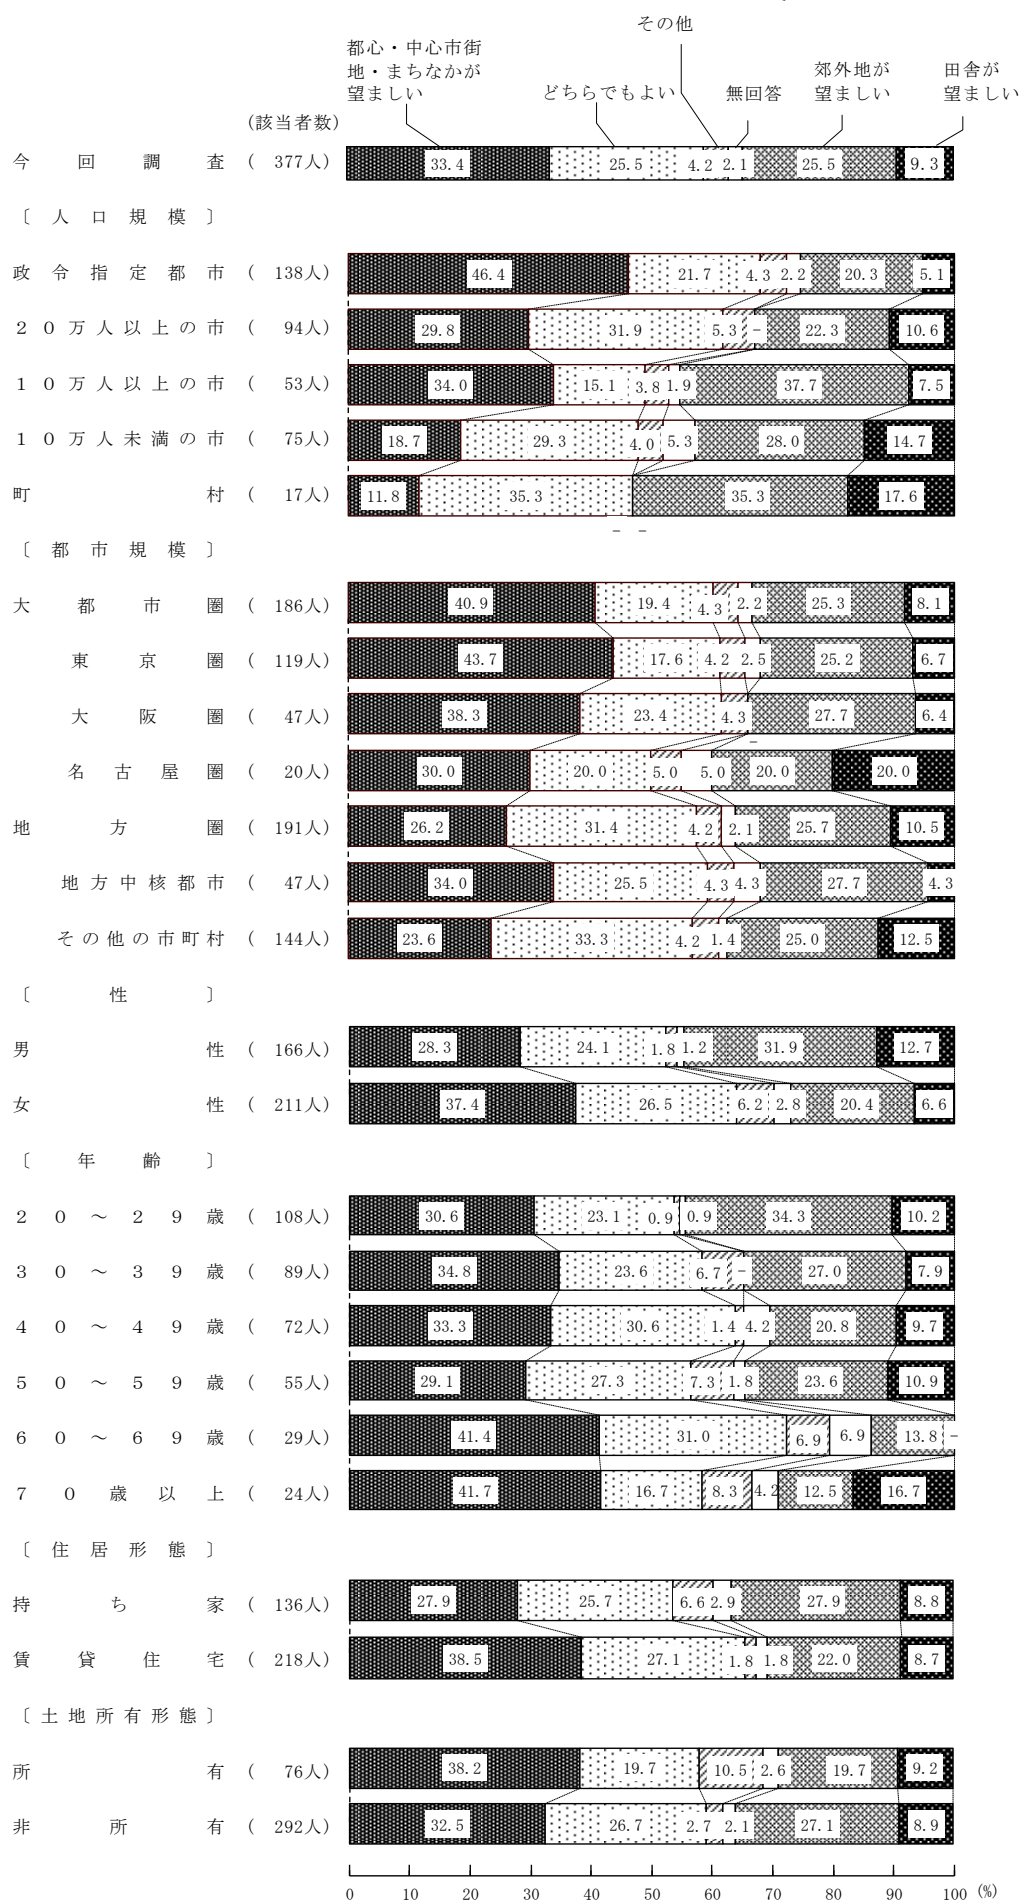 その他
都心・中心市街
地・まちなかが
望ましい
どちらでもよい
無回答
郊外地が
望ましい
田舎が
望ましい
(該当者数)
今回調査 ( 377人) 33.4 25.5 4.2 2.1 25.5 9.3
〔人口規模〕
政令指定都市 ( 138人) 46.4 21.7 4.3 2.2 20.3 5.1
２０万人以上の市 ( 94人) 29.8 31.9 5.3 - 22.3 10.6
１０万人以上の市 ( 53人) 34.0 15.1 3.8 1.9 37.7 7.5
１０万人未満の市 ( 75人) 18.7 29.3 4.0 5.3 28.0 14.7
町村 ( 17人) 11.8 35.3 35.3 17.6
- -
〔都市規模〕
大都市圏 ( 186人) 40.9 19.4 4.3 2.2 25.3 8.1
東京圏 ( 119人) 43.7 17.6 4.2 2.5 25.2 6.7
大阪圏 ( 47人) 38.3 23.4 4.3 27.7 6.4
-
名古屋圏 ( 20人) 30.0 20.0 5.0 5.0 20.0 20.0
地方圏 ( 191人) 26.2 31.4 4.2 2.1 25.7 10.5
地方中核都市 ( 47人) 34.0 25.5 4.3 4.3 27.7 4.3
その他の市町村 ( 144人) 23.6 33.3 4.2 1.4 25.0 12.5
〔性〕
男性 ( 166人) 28.3 24.1 1.8 1.2 31.9 12.7
女性 ( 211人) 37.4 26.5 6.2 2.8 20.4 6.6
〔年齢〕
２０～２９歳 ( 108人) 30.6 23.1 0.9 0.9 34.3 10.2
３０～３９歳 ( 89人) 34.8 23.6 6.7 - 27.0 7.9
４０～４９歳 ( 72人) 33.3 30.6 1.4 4.2 20.8 9.7
５０～５９歳 ( 55人) 29.1 27.3 7.3 1.8 23.6 10.9
６０～６９歳 ( 29人) 41.4 31.0 6.9 6.9 13.8 -
７０歳以上 ( 24人) 41.7 16.7 8.3 4.2 12.5 16.7
〔住居形態〕
持ち家 ( 136人) 27.9 25.7 6.6 2.9 27.9 8.8
賃貸住宅 ( 218人) 38.5 27.1 1.8 1.8 22.0 8.7
〔土地所有形態〕
所有 ( 76人) 38.2 19.7 10.5 2.6 19.7 9.2
非所有 ( 292人) 32.5 26.7 2.7 2.1 27.1 8.9
0 10 20 30 40 50 60 70 80 90 100 (%)